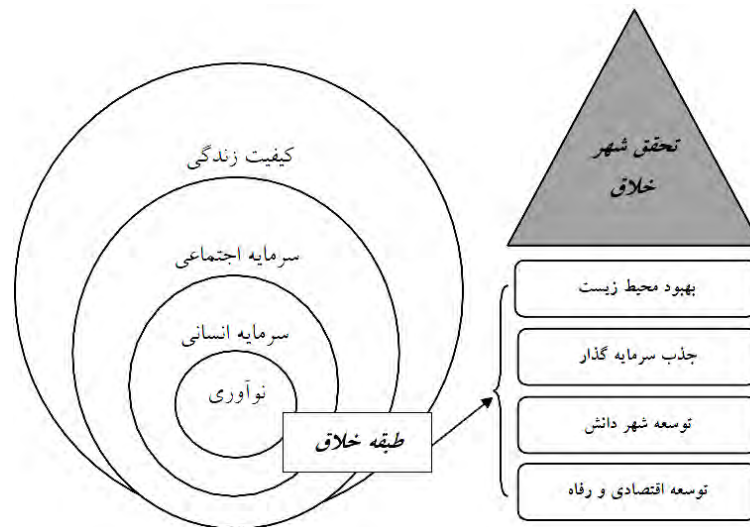 تحقق شهر
خلاق
کیفیت زندگی
سرمایه اجتماعی
سرمایه انسانی
نوآوری
طبقه خلاق
بهبود محیط زیست
جذب سرمایه گذار
توسعه شهر دانش
توسعه اقتصادی و رفاه